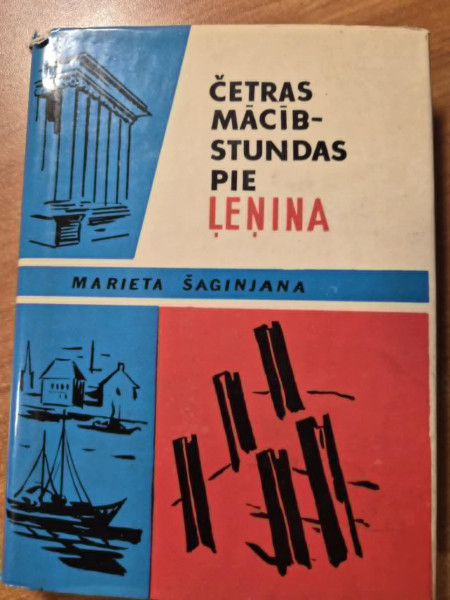 ČETRAS
MĀCĪB-
STUNDAS
PIE
ĻEŅINA
MARIETA ŠAGINJANA